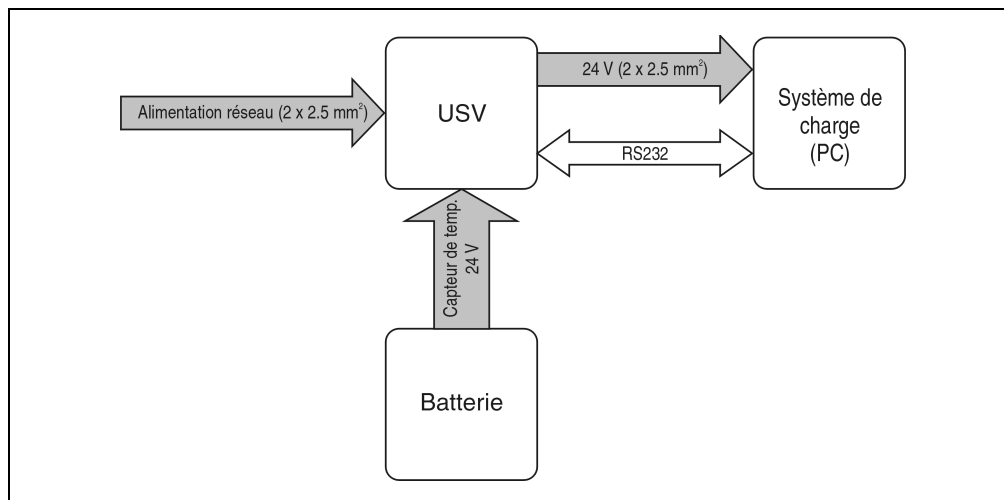 Alimentation réseau (2 x 2.5 mm²)
USV
24 V (2 x 2.5 mm²)
RS232
Système de
charge
(PC)
Capteur de temp.
24 V
Batterie